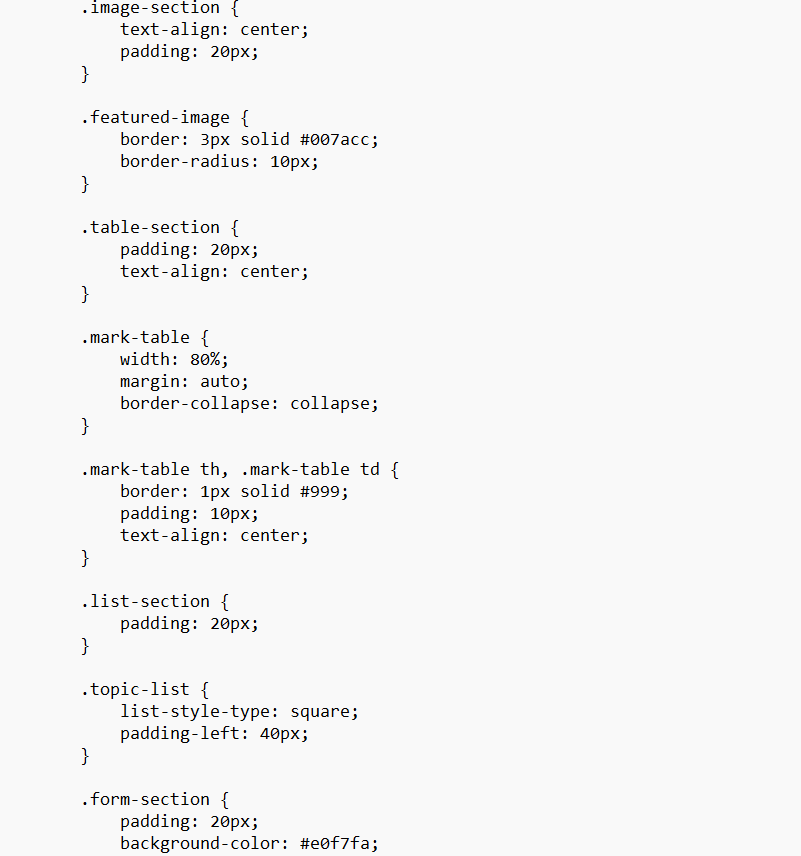 .image-section {
    text-align: center;
    padding: 20px;
}

.featured-image {
    border: 3px solid #007acc;
    border-radius: 10px;
}

.table-section {
    padding: 20px;
    text-align: center;
}

.mark-table {
    width: 80%;
    margin: auto;
    border-collapse: collapse;
}

.mark-table th, .mark-table td {
    border: 1px solid #999;
    padding: 10px;
    text-align: center;
}

.list-section {
    padding: 20px;
}

.topic-list {
    list-style-type: square;
    padding-left: 40px;
}

.form-section {
    padding: 20px;
    background-color: #e0f7fa;